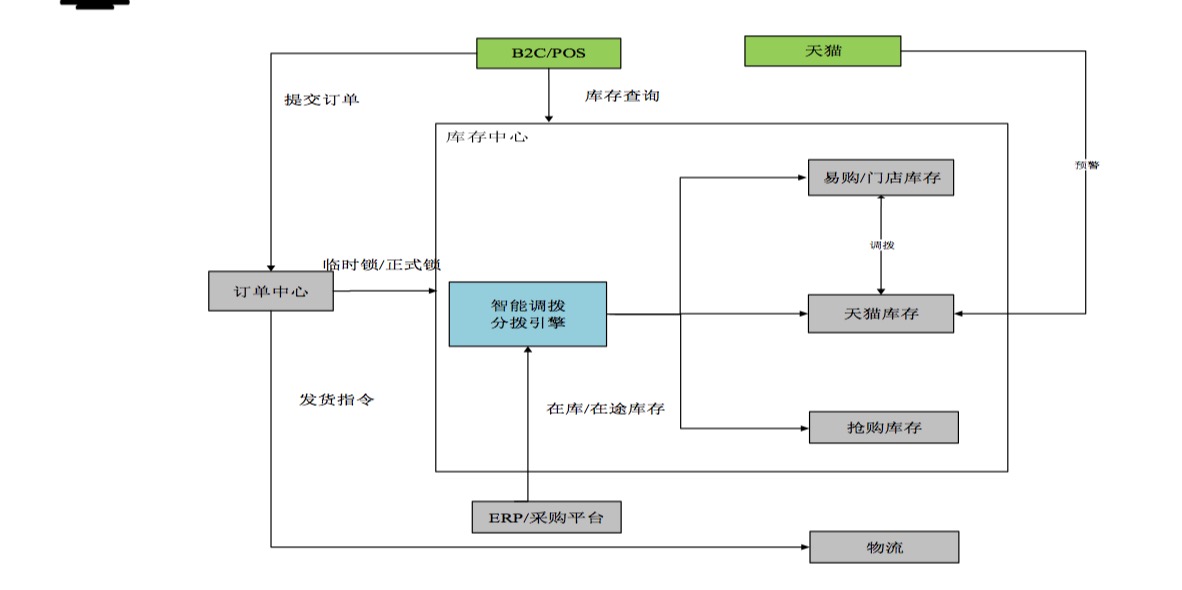 B2C/POS
天猫
提交订单
库存查询
库存中心
预警
易购/门店库存
调拨
临时锁/正式锁
订单中心
智能调拨
分拨引擎
天猫库存
发货指令
在库/在途库存
抢购库存
ERP/采购平台
物流